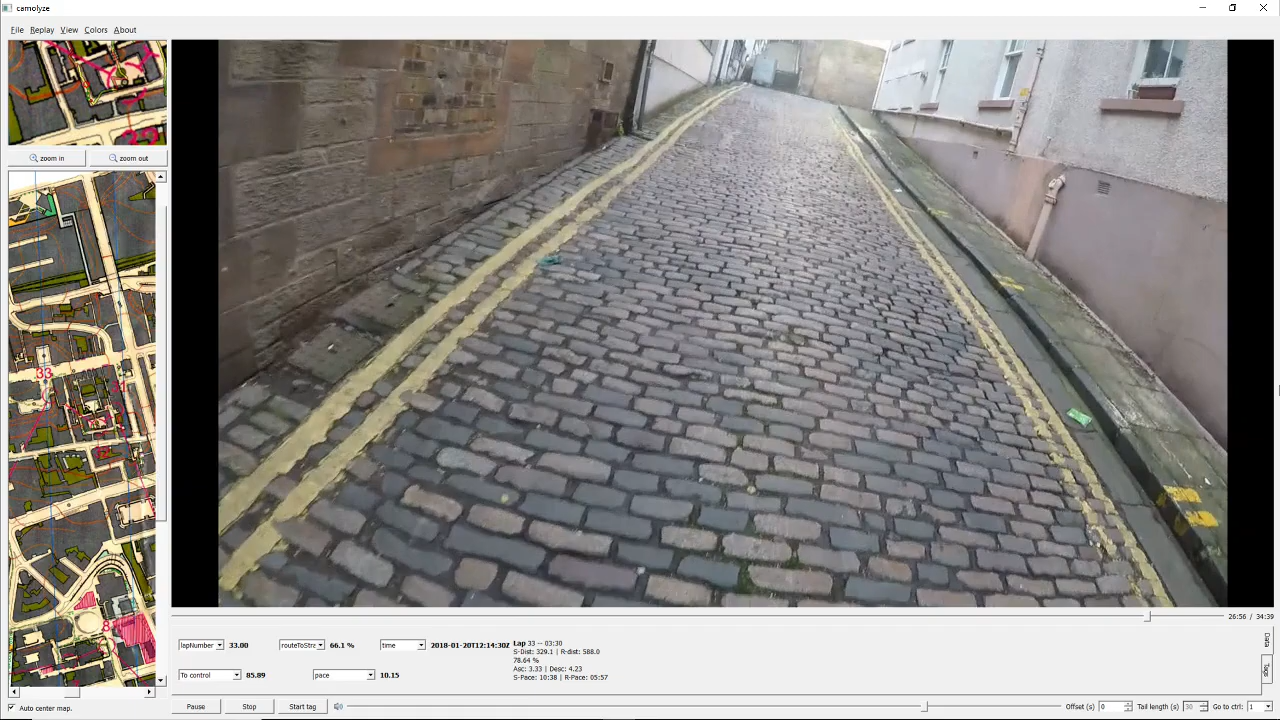 camolyze
File Replay View Colors About
zoom in zoom out
33
31
8
26:56 / 34:39
lapNumber 33.00 routeToStra 66.1 % time 2018-01-20T12:14:30Z
To control 85.89 pace 10.15
Lap 33 -- 03:30
S-Dist: 329.1 | R-dist: 588.0
78.64 %
Asc: 3.33 | Desc: 4.23
S-Pace: 10:38 | R-Pace: 05:57
Data
Tags
Pause Stop Start tag Offset (s) 0 Tail length (s) 30 Go to ctrl: 1
Auto center map.